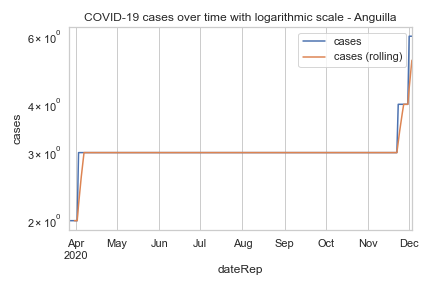 COVID-19 cases over time with logarithmic scale - Anguilla
6 × 10⁰
4 × 10⁰
3 × 10⁰
2 × 10⁰
cases
cases
cases (rolling)
Apr May Jun Jul Aug Sep Oct Nov Dec
2020
dateRep